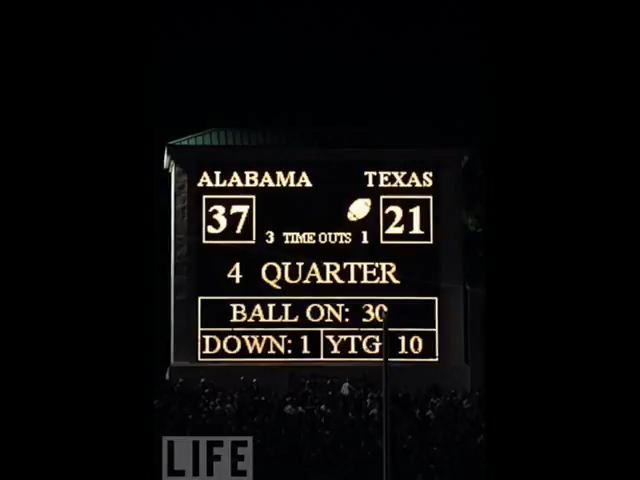 ALABAMA TEXAS
37 21
3 TIME OUTS 1
4 QUARTER
BALL ON: 30
DOWN: 1 YTG 10
LIFE